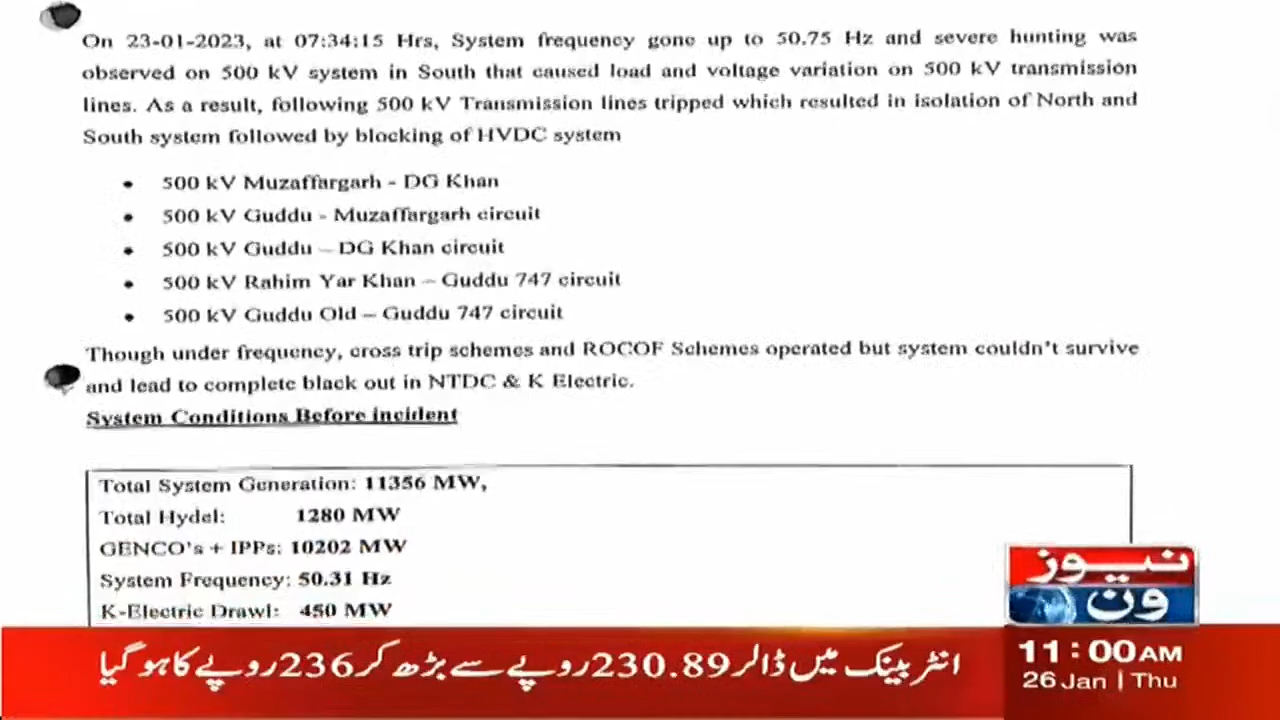 On 23-01-2023, at 07:34:15 Hrs, System frequency gone up to 50.75 Hz and severe hunting was
observed on 500 kV system in South that caused load and voltage variation on 500 kV transmission
lines. As a result, following 500 kV Transmission lines tripped which resulted in isolation of North and
South system followed by blocking of HVDC system
• 500 kV Muzaffargarh - DG Khan
• 500 kV Guddu - Muzaffargarh circuit
• 500 kV Guddu – DG Khan circuit
• 500 kV Rahim Yar Khan – Guddu 747 circuit
• 500 kV Guddu Old – Guddu 747 circuit
Though under frequency, cross trip schemes and ROCOF Schemes operated but system couldn't survive
and lead to complete black out in NTDC & K Electric.
System Conditions Before incident
Total System Generation: 11356 MW,
Total Hydel: 1280 MW
GENCO's + IPPs: 10202 MW
System Frequency: 50.31 Hz
K-Electric Drawl: 450 MW
نیوز
ون
انٹر بینک میں ڈالر 230.89 روپے سے بڑھ کر 236 روپے کا ہو گیا
11:00AM
26 Jan | Thu